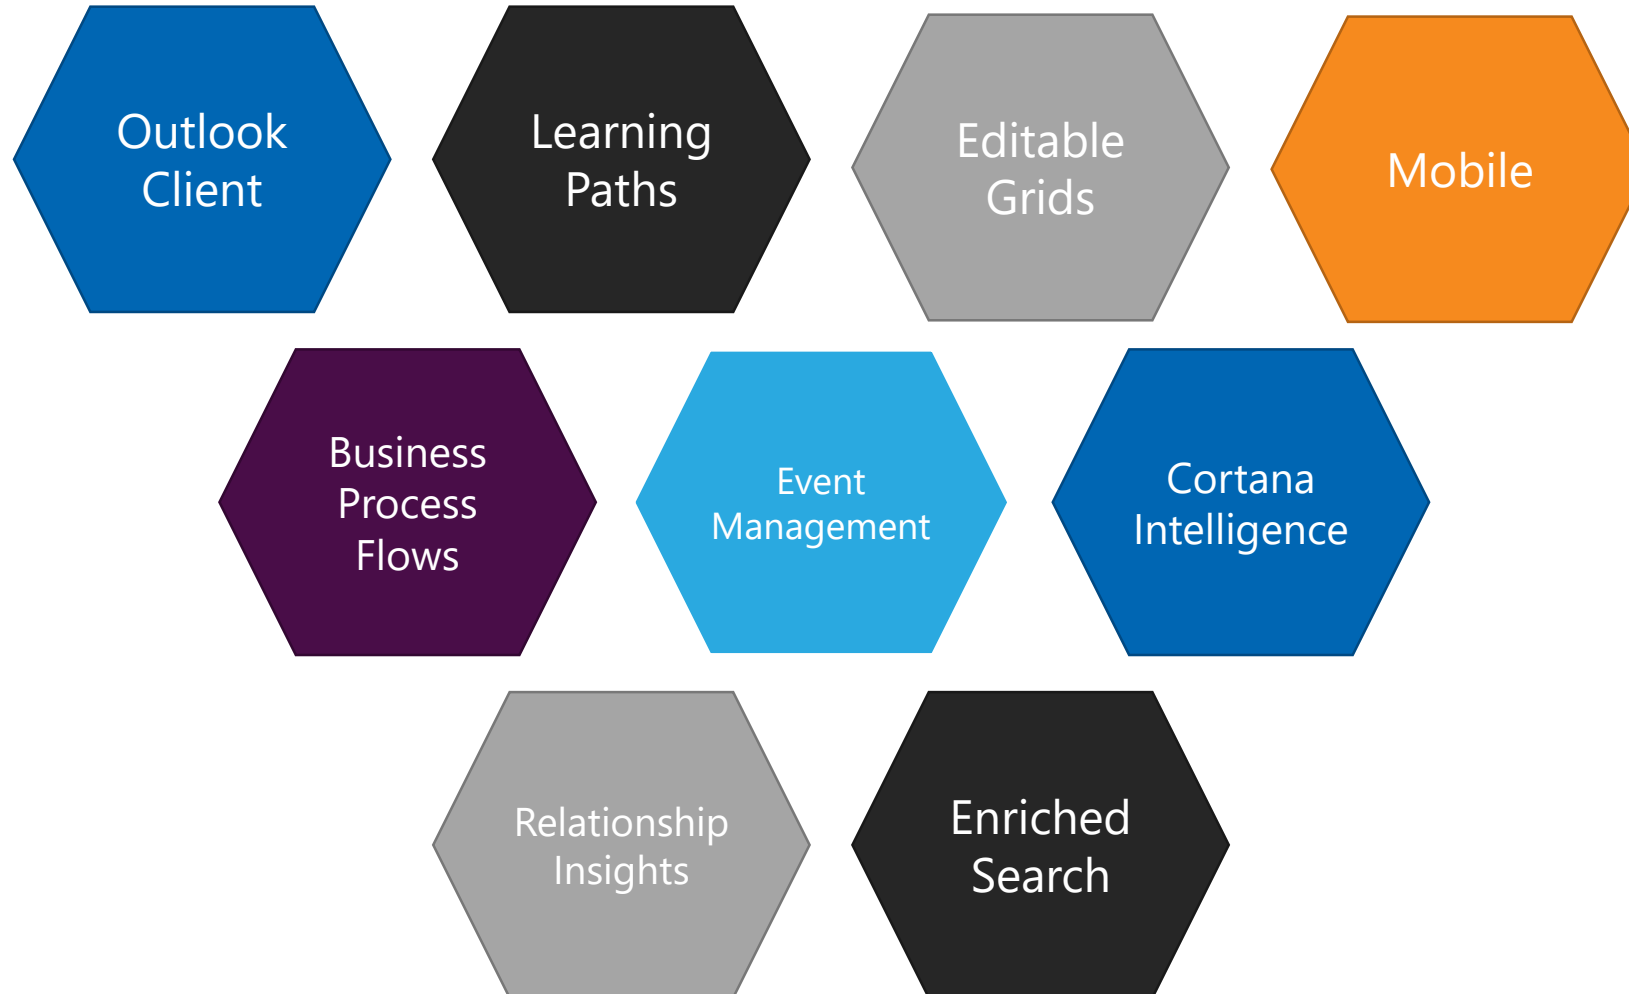 Outlook
Client
Learning
Paths
Editable
Grids
Mobile
Business
Process
Flows
Event
Management
Cortana
Intelligence
Relationship
Insights
Enriched
Search